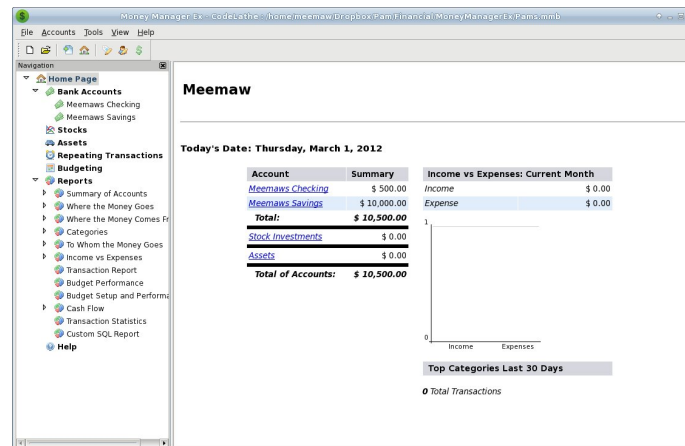 Money Manager Ex - CodeLathe : /home/meemaw/Dropbox.Pam/Financial/MoneyManagerEx/Pams.mmb
File Accounts Tools View Help
Navigation
Home Page
Bank Accounts
Meemaws Checking
Meemaws Savings
Stocks
Assets
Repeating Transactions
Budgeting
Reports
Summary of Accounts
Where the Money Goes
Where the Money Comes Fr
Categories
To Whom the Money Goes
Income vs Expenses
Transaction Report
Budget Performance
Budget Setup and Performa
Cash Flow
Transaction Statistics
Custom SQL Report
Help
Meemaw
Today's Date: Thursday, March 1, 2012
Account Summary
Meemaws Checking $ 500.00
Meemaws Savings $ 10,000.00
Total: $ 10,500.00
Stock Investments $ 0.00
Assets $ 0.00
Total of Accounts: $ 10,500.00
Income vs Expenses: Current Month
Income $ 0.00
Expense $ 0.00
1
0
Income Expenses
Top Categories Last 30 Days
0 Total Transactions